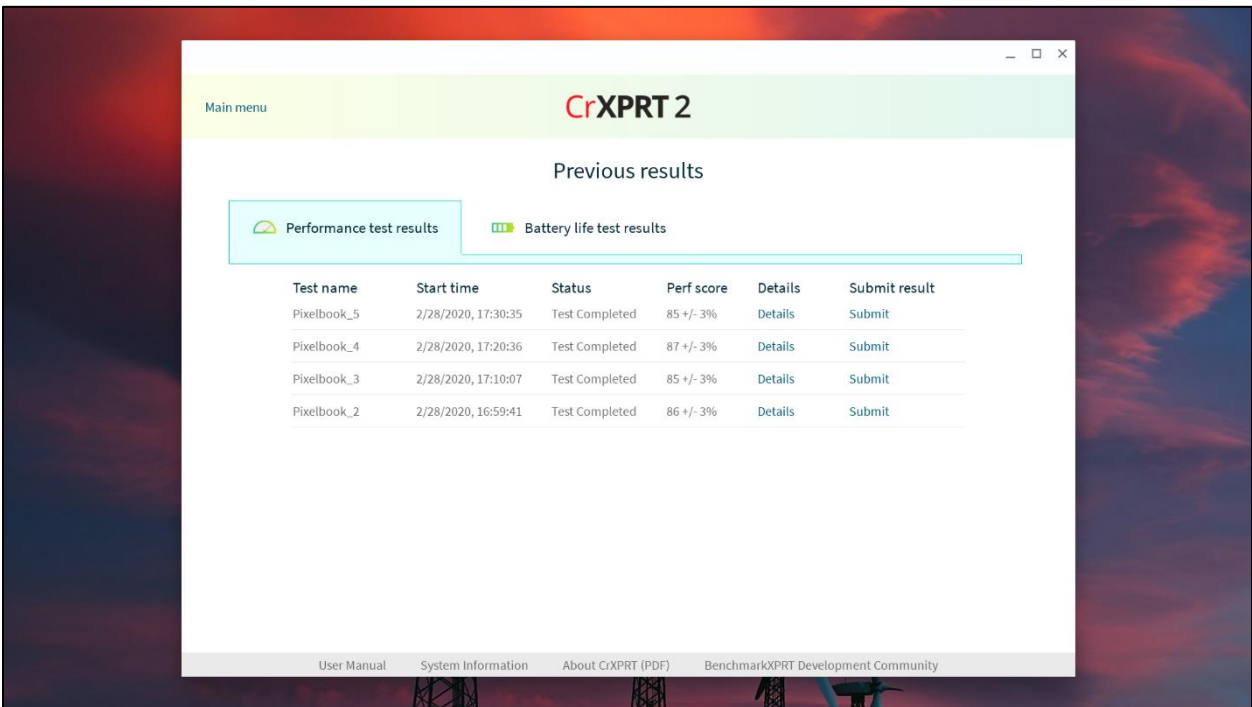 Main menu
CrXPRT 2
Previous results
Performance test results Battery life test results
Test name Start time Status Perf score Details Submit result
Pixelbook_5 2/28/2020, 17:30:35 Test Completed 85 +/- 3% Details Submit
Pixelbook_4 2/28/2020, 17:20:36 Test Completed 87 +/- 3% Details Submit
Pixelbook_3 2/28/2020, 17:10:07 Test Completed 85 +/- 3% Details Submit
Pixelbook_2 2/28/2020, 16:59:41 Test Completed 86 +/- 3% Details Submit
User Manual System Information About CrXPRT (PDF) BenchmarkXPRT Development Community